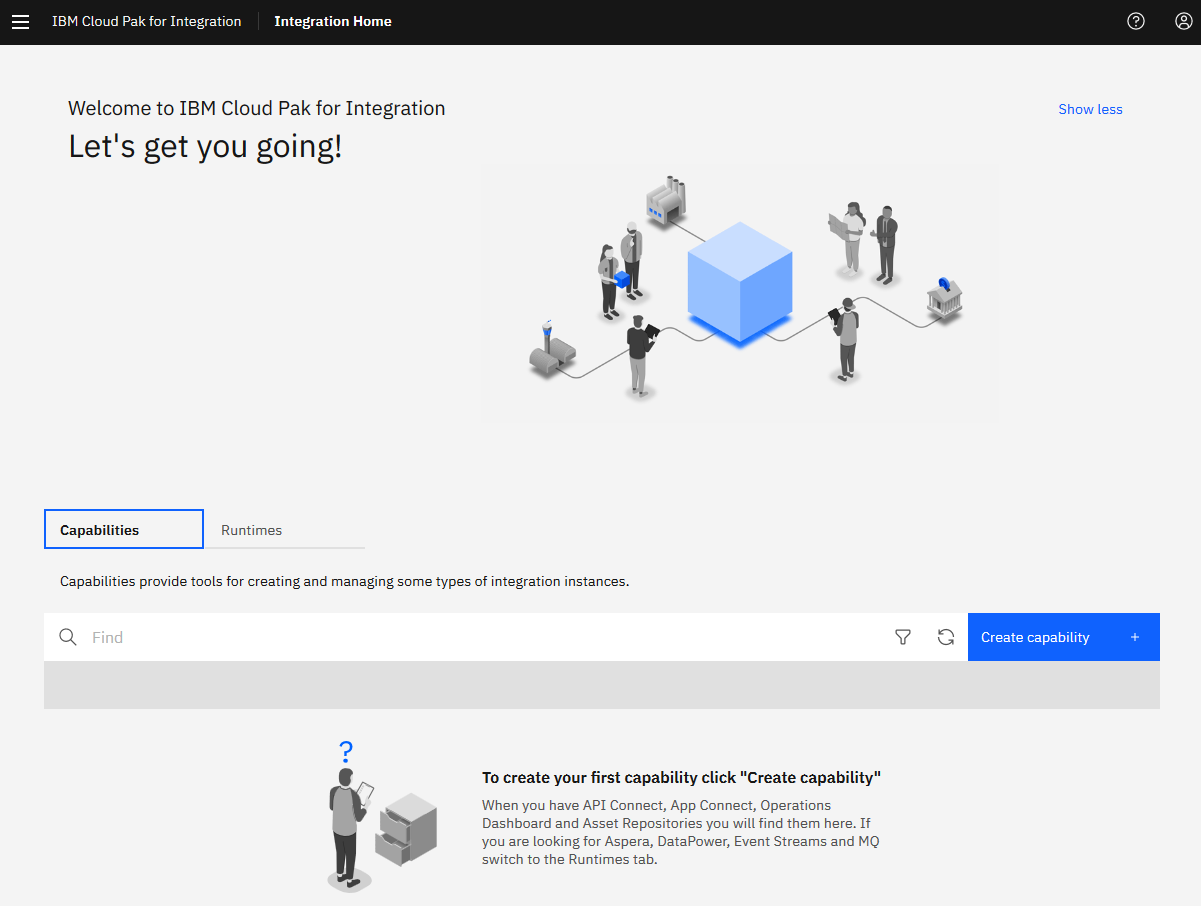 IBM Cloud Pak for Integration
Integration Home
Welcome to IBM Cloud Pak for Integration
Show less
Let's get you going!
Capabilities
Runtimes
Capabilities provide tools for creating and managing some types of integration instances.
Find
Create capability +
?
To create your first capability click "Create capability"
When you have API Connect, App Connect, Operations
Dashboard and Asset Repositories you will find them here. If
you are looking for Aspera, DataPower, Event Streams and MQ
switch to the Runtimes tab.